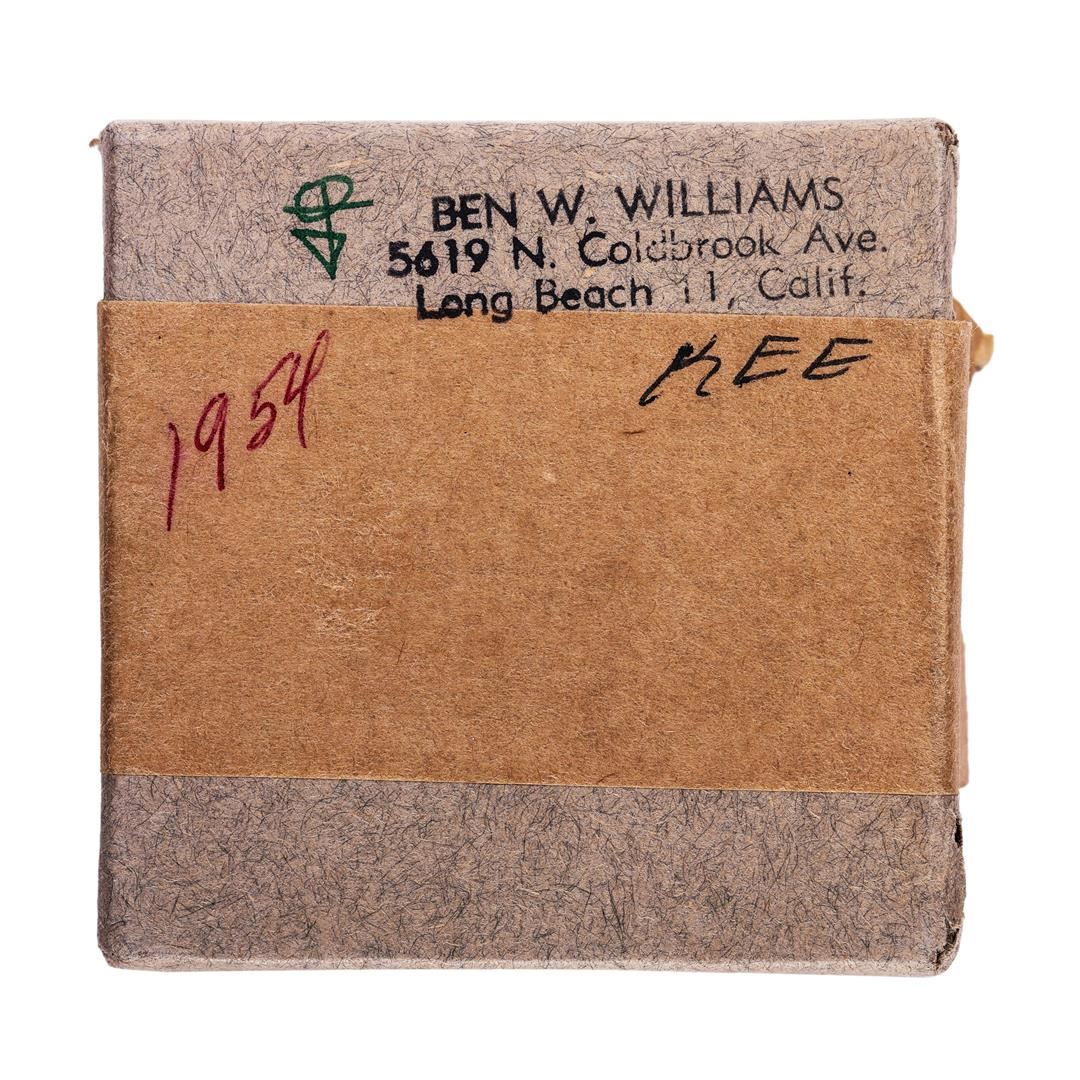 BEN W. WILLIAMS
5619 N. Coldbrook Ave.
Long Beach 11, Calif.
1954
KEE